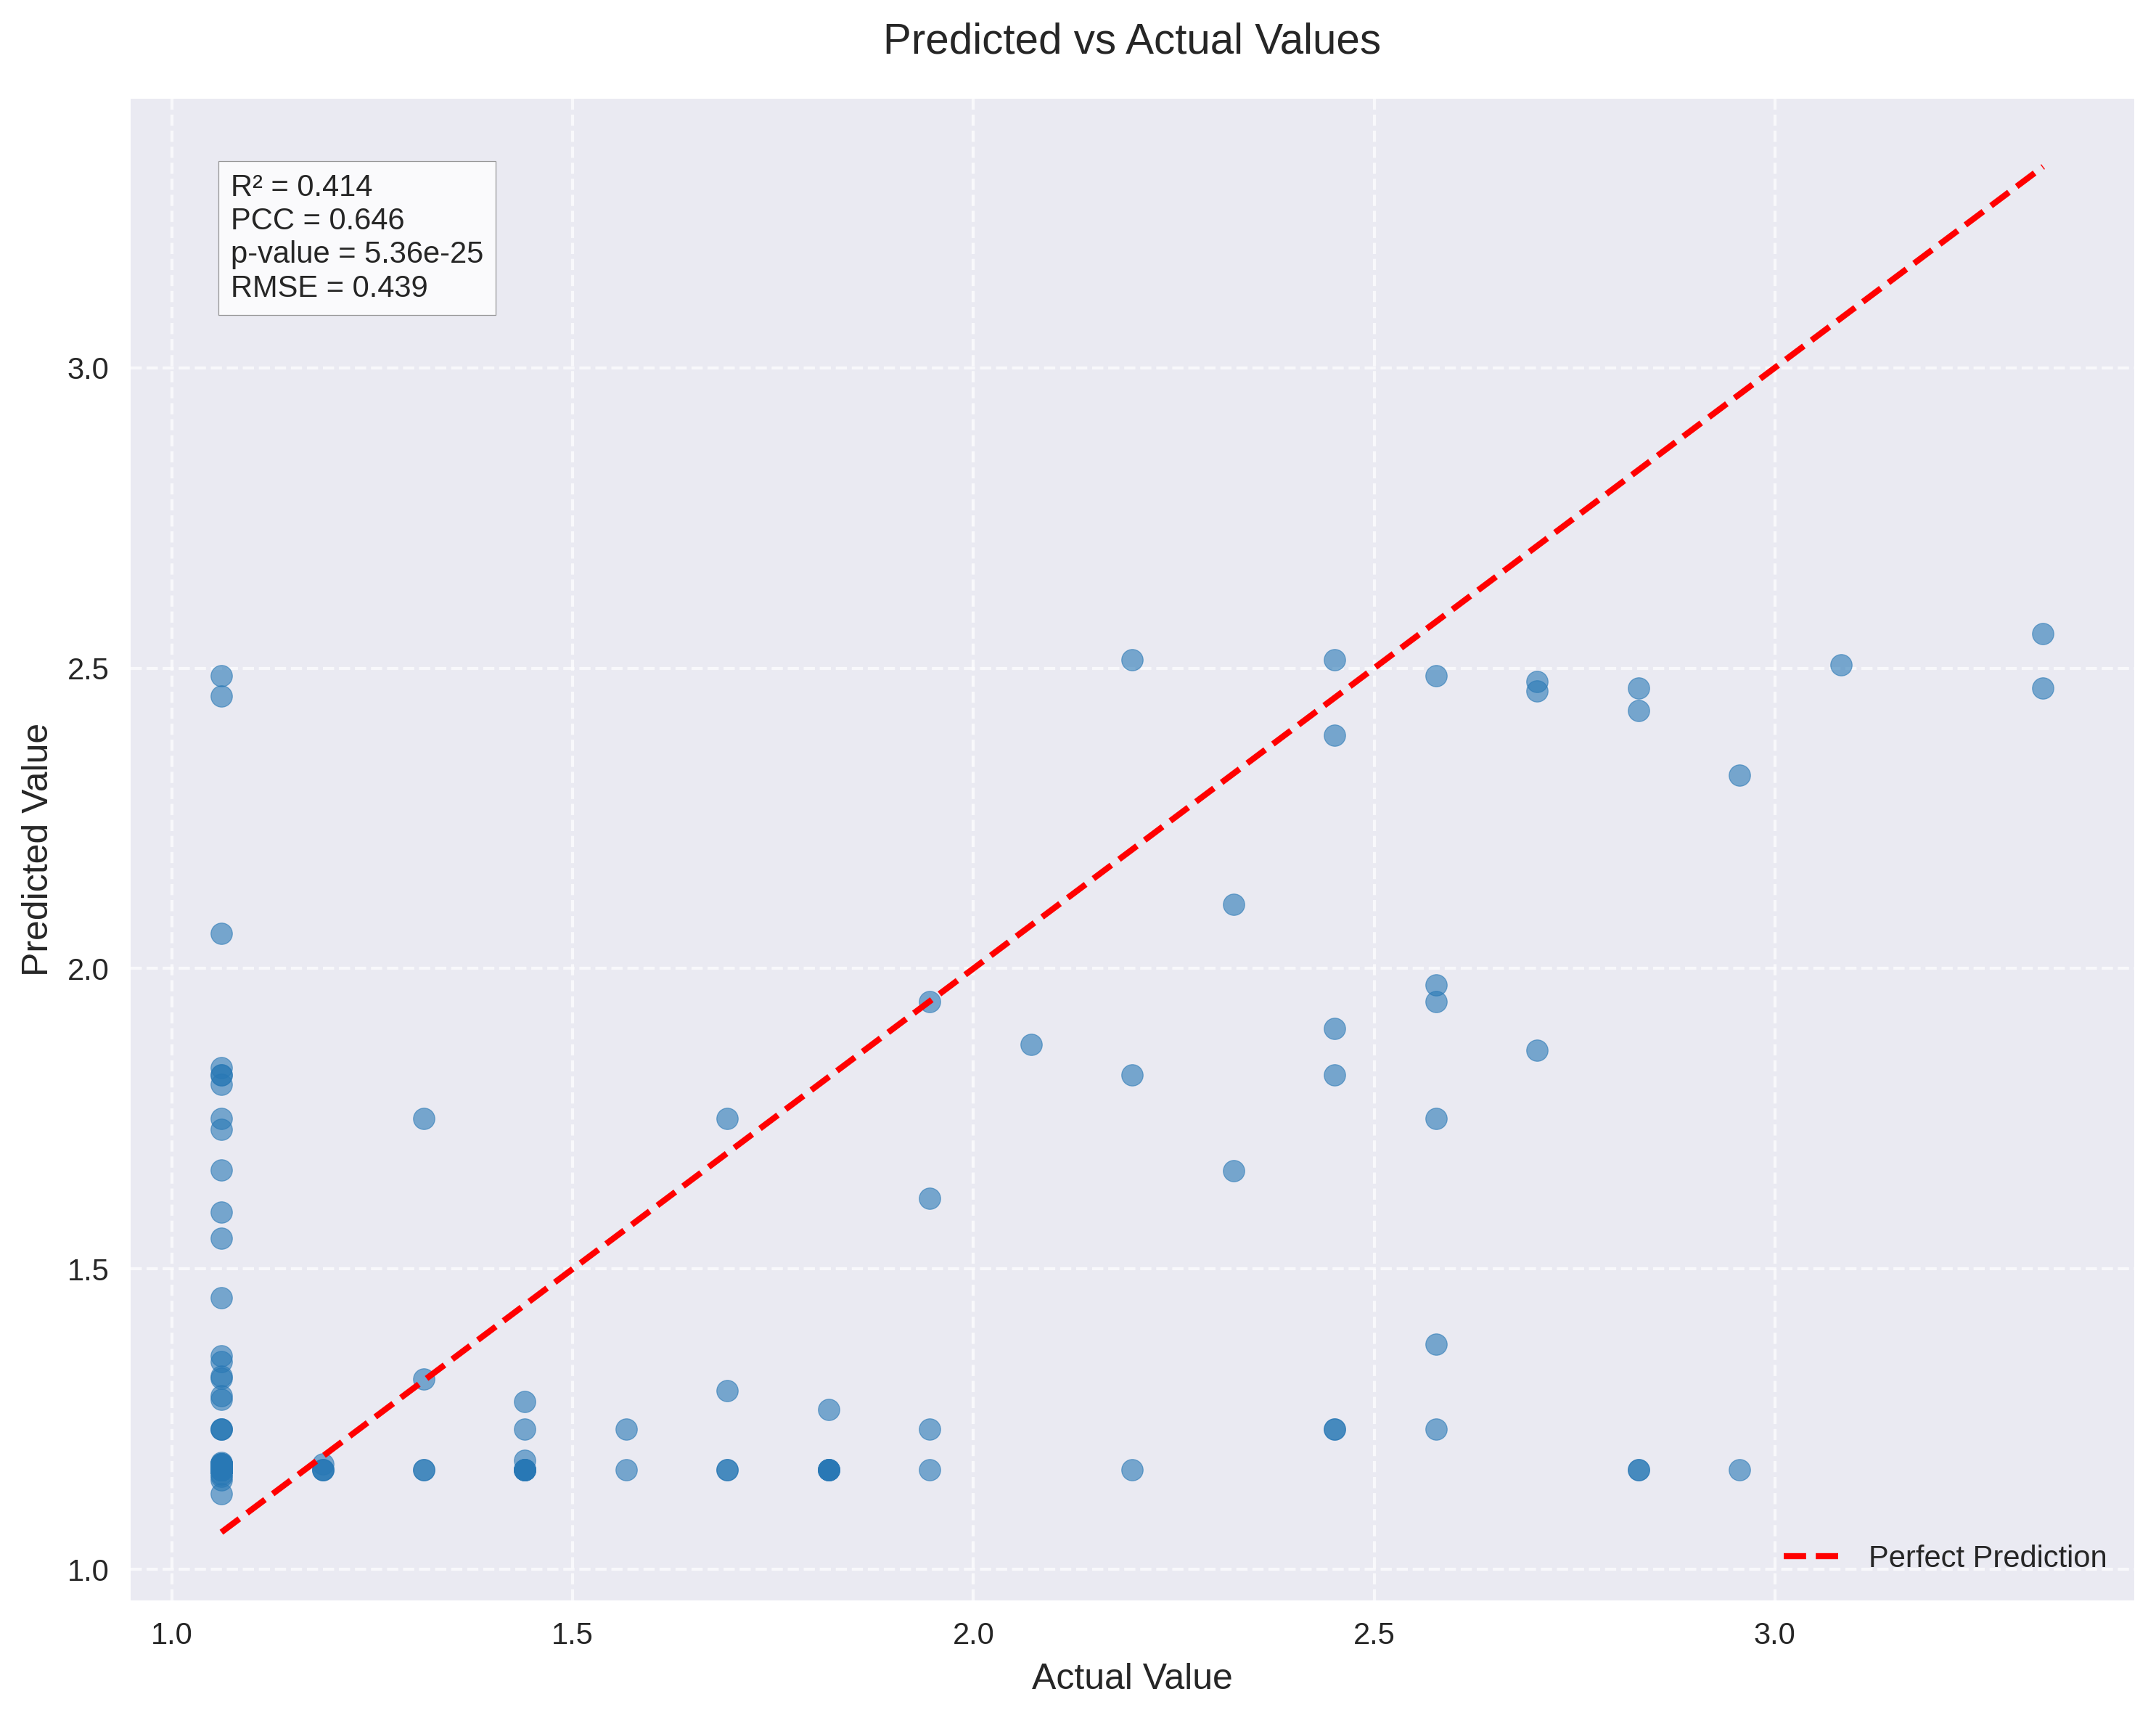 Predicted vs Actual Values
R² = 0.414
PCC = 0.646
p-value = 5.36e-25
RMSE = 0.439
3.0
2.5
2.0
1.5
1.0
Predicted Value
Perfect Prediction
1.0 1.5 2.0 2.5 3.0
Actual Value